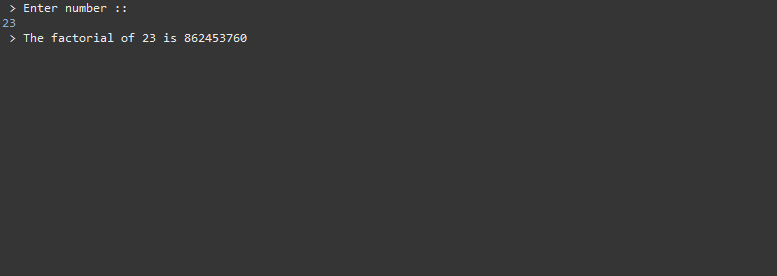 > Enter number ::
23
> The factorial of 23 is 862453760